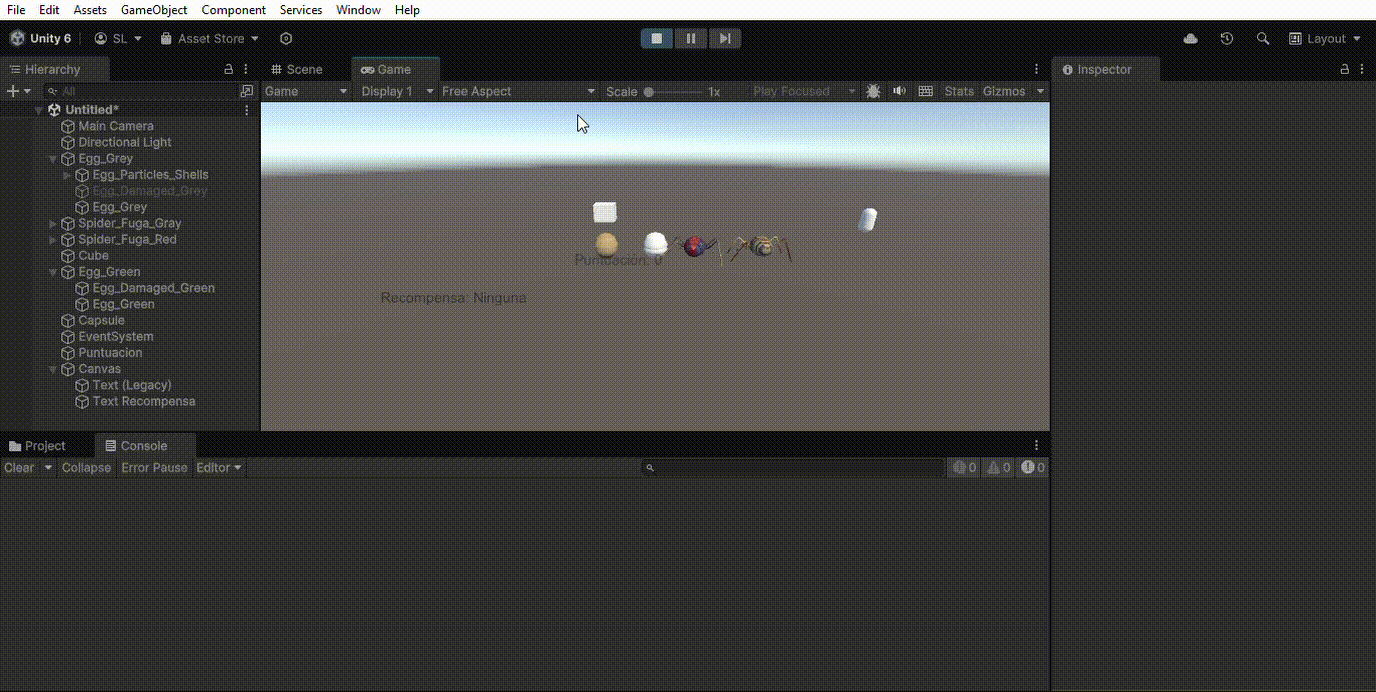 File Edit Assets GameObject Component Services Window Help
Unity 6 SL Asset Store Layout
Hierarchy Scene Game Inspector
All Game Display 1 Free Aspect Scale 1x Play Focused Stats Gizmos
Untitled*
Main Camera
Directional Light
Egg_Grey
Egg_Particles_Shells
Egg_Damaged_Grey
Egg_Grey
Spider_Fuga_Gray
Spider_Fuga_Red
Cube
Egg_Green
Egg_Damaged_Green
Egg_Green
Capsule
EventSystem
Puntuacion
Canvas
Text (Legacy)
Text Recompensa
Puntuación: 0
Recompensa: Ninguna
Project Console
Clear Collapse Error Pause Editor 0 0 0